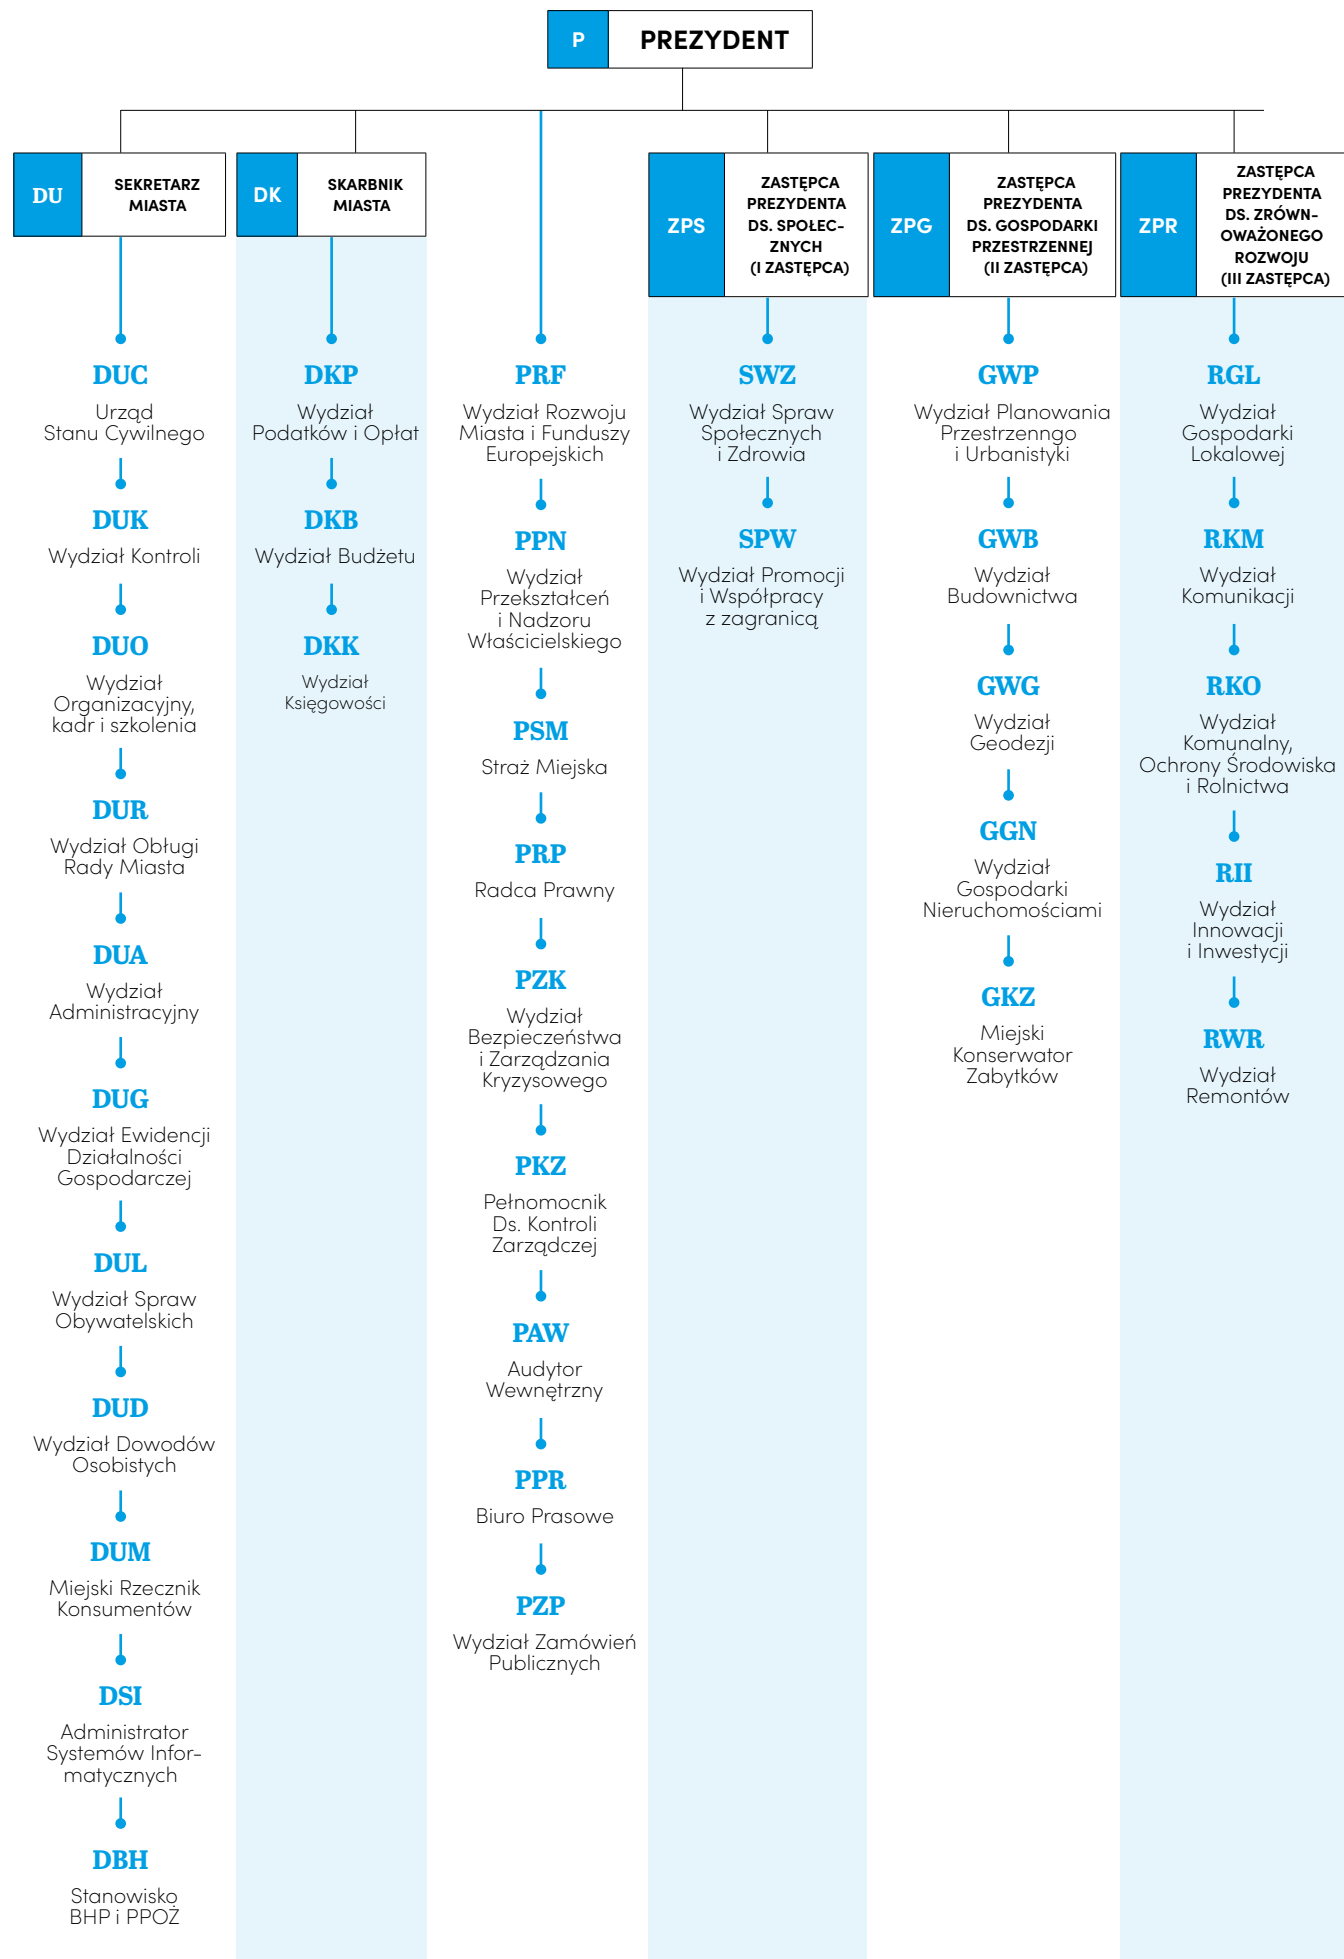 P
PREZYDENT
DU
SEKRETARZ
MIASTA
DUC
Urząd
Stanu Cywilnego
DUK
Wydział Kontroli
DUO
Wydział
Organizacyjny,
kadr i szkolenia
DUR
Wydział Obługi
Rady Miasta
DUA
Wydział
Administracyjny
DUG
Wydział Ewidencji
Działalności
Gospodarczej
DUL
Wydział Spraw
Obywatelskich
DUD
Wydział Dowodów
Osobistych
DUM
Miejski Rzecznik
Konsumentów
DSI
Administrator
Systemów Infor-
matycznych
DBH
Stanowisko
BHP i PPOŻ
DK
SKARBNIK
MIASTA
DKP
Wydział
Podatków i Opłat
DKB
Wydział Budżetu
DKK
Wydział
Księgowości
PRF
Wydział Rozwoju
Miasta i Funduszy
Europejskich
PPN
Wydział
Przekształceń
i Nadzoru
Właścicielskiego
PSM
Straż Miejska
PRP
Radca Prawny
PZK
Wydział
Bezpieczeństwa
i Zarządzania
Kryzysowego
PKZ
Pełnomocnik
Ds. Kontroli
Zarządczej
PAW
Audytor
Wewnętrzny
PPR
Biuro Prasowe
PZP
Wydział Zamówień
Publicznych
ZPS
ZASTĘPCA
PREZYDENTA
DS. SPOŁEC-
ZNYCH
(I ZASTĘPCA)
SWZ
Wydział Spraw
Społecznych
i Zdrowia
SPW
Wydział Promocji
i Współpracy
z zagranicą
ZPG
ZASTĘPCA
PREZYDENTA
DS. GOSPODARKI
PRZESTRZENNEJ
(II ZASTĘPCA)
GWP
Wydział Planowania
Przestrzenngo
i Urbanistyki
GWB
Wydział
Budownictwa
GWG
Wydział
Geodezji
GGN
Wydział
Gospodarki
Nieruchomościami
GKZ
Miejski
Konserwator
Zabytków
ZPR
ZASTĘPCA
PREZYDENTA
DS. ZRÓWN-
OWAŻONEGO
ROZWOJU
(III ZASTĘPCA)
RGL
Wydział
Gospodarki
Lokalowej
RKM
Wydział
Komunikacji
RKO
Wydział
Komunalny,
Ochrony Środowiska
i Rolnictwa
RII
Wydział
Innowacji
i Inwestycji
RWR
Wydział
Remontów